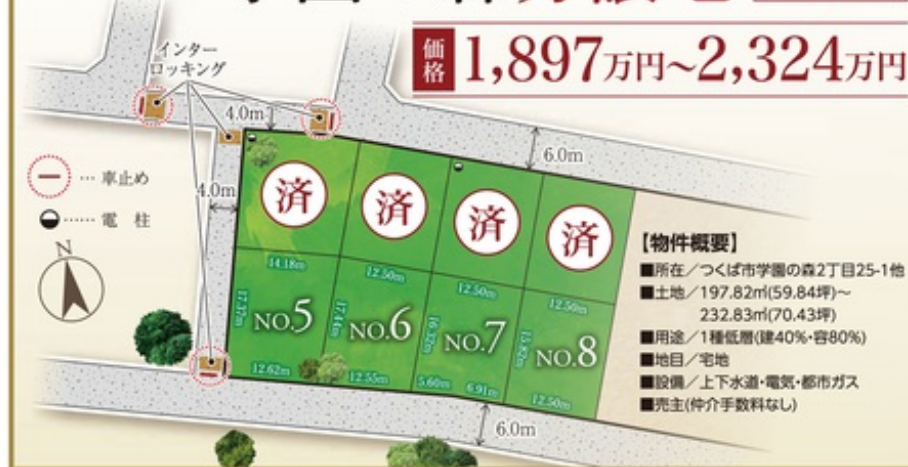 価格 1,897万円〜2,324万円
インター
ロッキング
4.0m
6.0m
… 車止め
4.0m
…… 電 柱
N
済 済 済 済
14.18m 12.50m 12.50m 12.50m
17.37m NO.5 17.44m NO.6 16.32m NO.7 15.82m NO.8
12.62m 12.55m 5.60m 6.91m 12.50m
6.0m
【物件概要】
■所在／つくば市学園の森2丁目25-1他
■土地／197.82㎡(59.84坪)〜
232.83㎡(70.43坪)
■用途／1種低層(建40%・容80%)
■地目／宅地
■設備／上下水道・電気・都市ガス
■売主(仲介手数料なし)